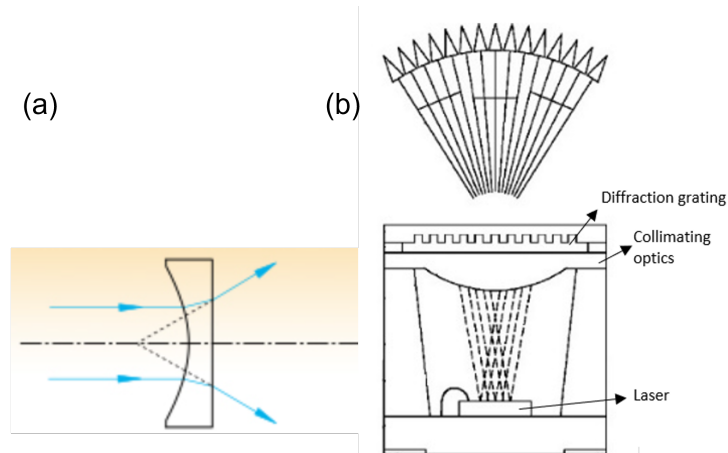 (a)
(b)
Diffraction grating
Collimating
optics
Laser